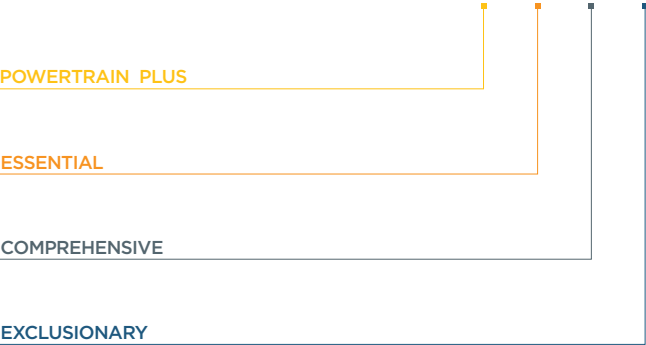 POWERTRAIN PLUS
ESSENTIAL
COMPREHENSIVE
EXCLUSIONARY